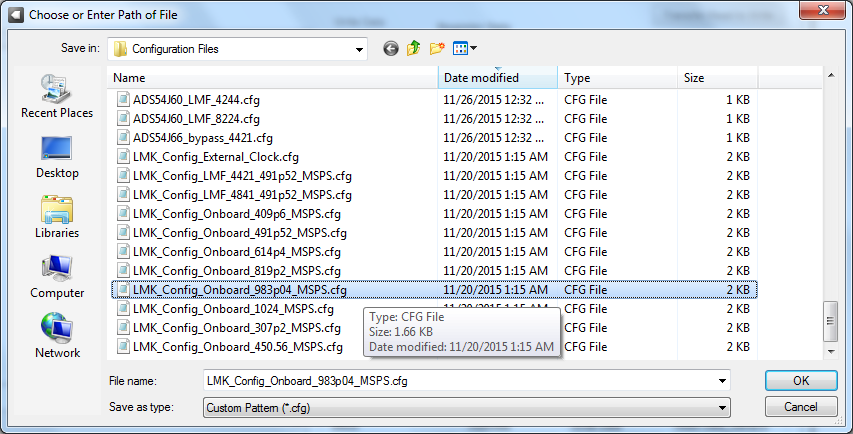 Choose or Enter Path of File
Save in: Configuration Files
Name Date modified Type Size
ADS54J60_LMF_4244.cfg 11/26/2015 12:32 ... CFG File 1 KB
ADS54J60_LMF_8224.cfg 11/26/2015 12:32 ... CFG File 1 KB
ADS54J66_bypass_4421.cfg 11/26/2015 12:32 ... CFG File 1 KB
LMK_Config_External_Clock.cfg 11/20/2015 1:15 AM CFG File 2 KB
LMK_Config_LMF_4421_491p52_MSPS.cfg 11/20/2015 1:15 AM CFG File 2 KB
LMK_Config_LMF_4841_491p52_MSPS.cfg 11/20/2015 1:15 AM CFG File 2 KB
LMK_Config_Onboard_409p6_MSPS.cfg 11/20/2015 1:15 AM CFG File 2 KB
LMK_Config_Onboard_491p52_MSPS.cfg 11/20/2015 1:15 AM CFG File 2 KB
LMK_Config_Onboard_614p4_MSPS.cfg 11/20/2015 1:15 AM CFG File 2 KB
LMK_Config_Onboard_819p2_MSPS.cfg 11/20/2015 1:15 AM CFG File 2 KB
LMK_Config_Onboard_983p04_MSPS.cfg 11/20/2015 1:15 AM CFG File 2 KB
LMK_Config_Onboard_1024_MSPS.cfg 11/20/2015 1:15 AM CFG File 2 KB
LMK_Config_Onboard_307p2_MSPS.cfg CFG File 2 KB
LMK_Config_Onboard_450.56_MSPS.cfg CFG File 2 KB
Type: CFG File
Size: 1.66 KB
Date modified: 11/20/2015 1:15 AM
Recent Places
Desktop
Libraries
Computer
Network
File name: LMK_Config_Onboard_983p04_MSPS.cfg OK
Save as type: Custom Pattern (*.cfg) Cancel